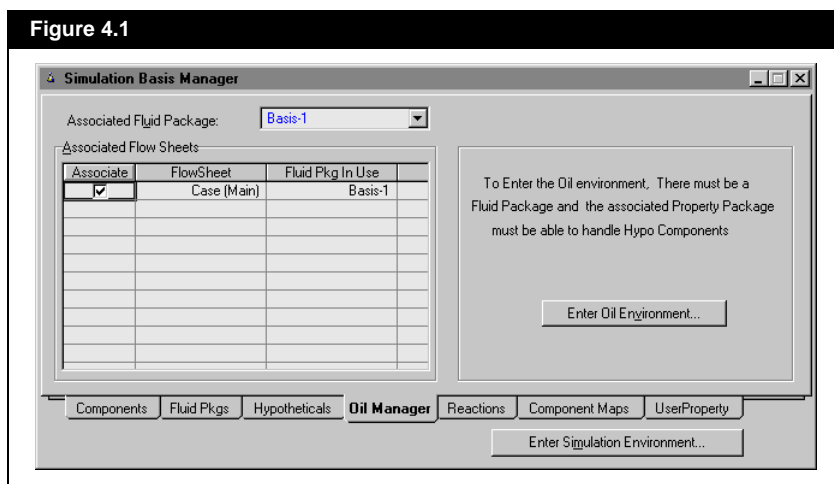 Figure 4.1
Simulation Basis Manager
Associated Fluid Package: Basis-1
Associated Flow Sheets
Associate FlowSheet Fluid Pkg In Use
Case (Main) Basis-1
To Enter the Oil environment, There must be a
Fluid Package and the associated Property Package
must be able to handle Hypo Components
Enter Oil Environment...
Components Fluid Pkgs Hypotheticals Oil Manager Reactions Component Maps UserProperty
Enter Simulation Environment...